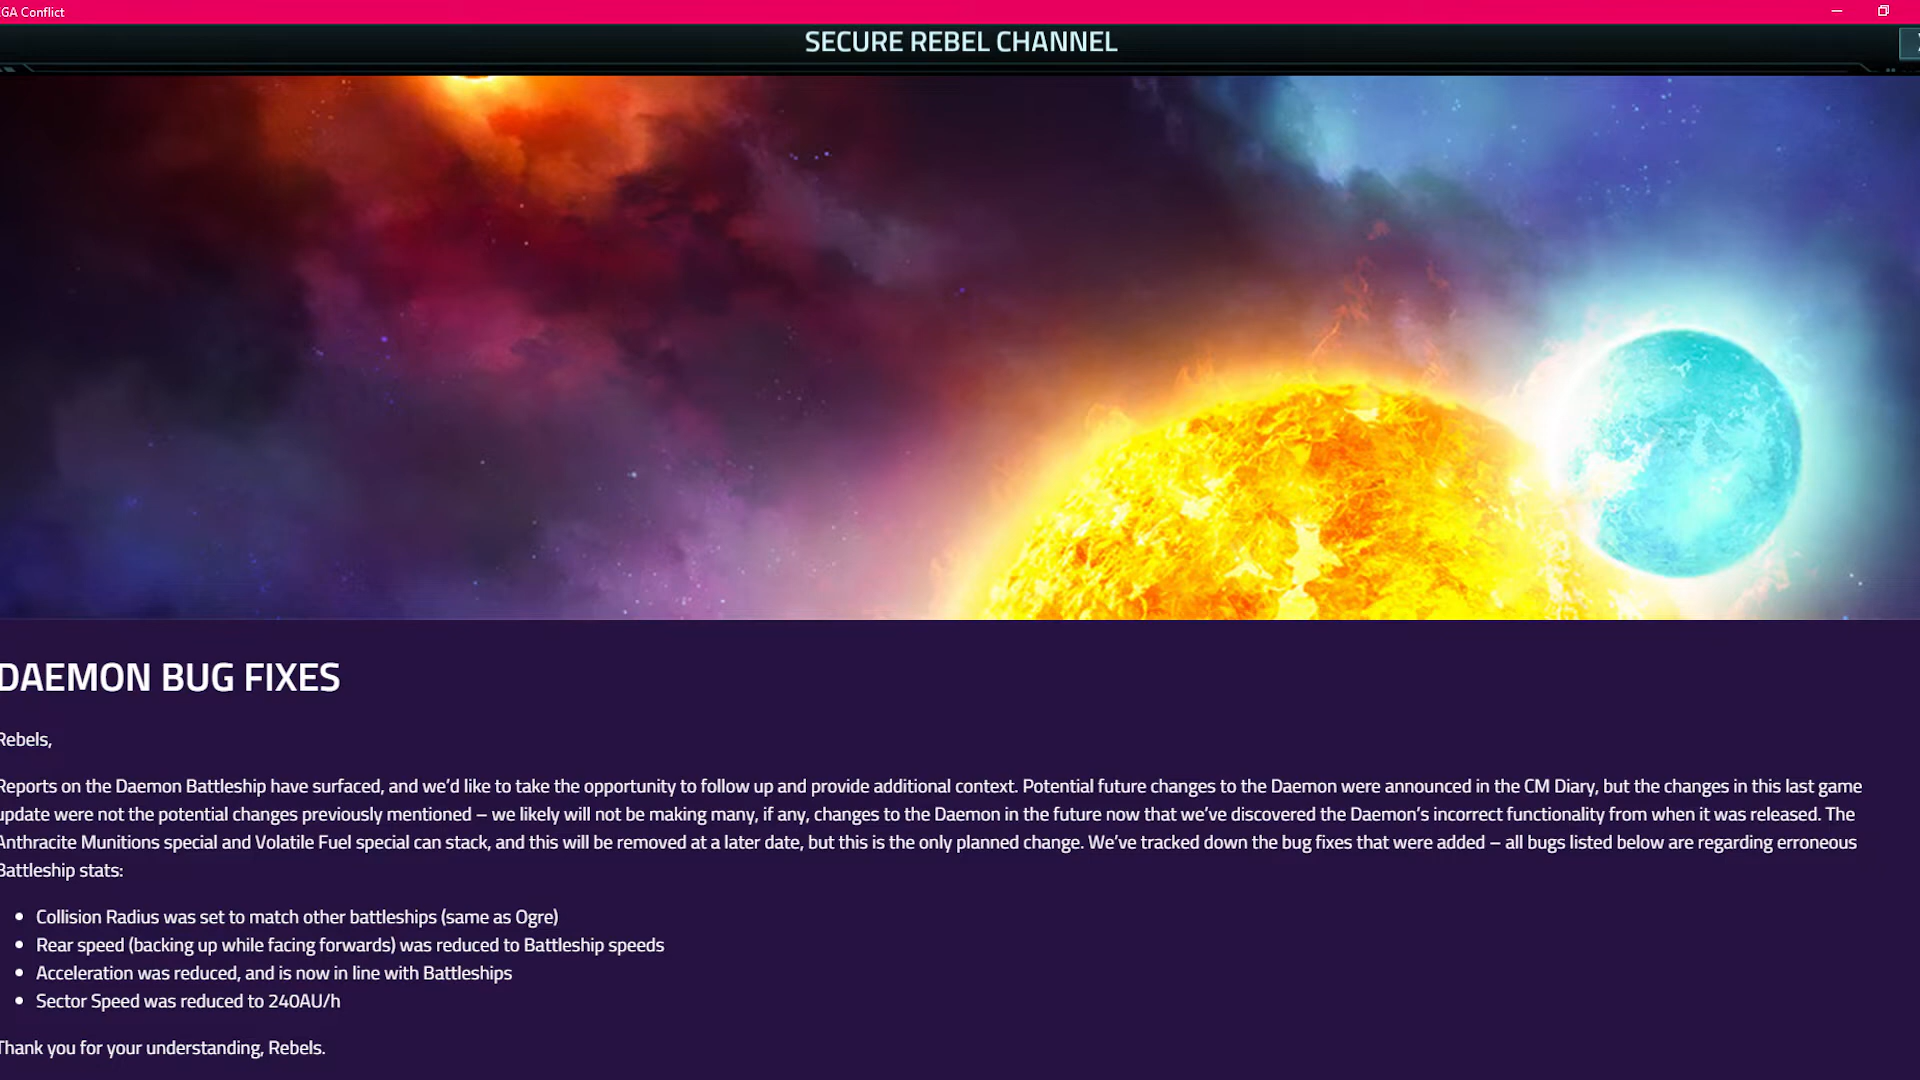 GA Conflict
SECURE REBEL CHANNEL
DAEMON BUG FIXES
Rebels,
Reports on the Daemon Battleship have surfaced, and we'd like to take the opportunity to follow up and provide additional context. Potential future changes to the Daemon were announced in the CM Diary, but the changes in this last game
update were not the potential changes previously mentioned – we likely will not be making many, if any, changes to the Daemon in the future now that we've discovered the Daemon's incorrect functionality from when it was released. The
Anthracite Munitions special and Volatile Fuel special can stack, and this will be removed at a later date, but this is the only planned change. We've tracked down the bug fixes that were added – all bugs listed below are regarding erroneous
Battleship stats:
• Collision Radius was set to match other battleships (same as Ogre)
• Rear speed (backing up while facing forwards) was reduced to Battleship speeds
• Acceleration was reduced, and is now in line with Battleships
• Sector Speed was reduced to 240AU/h
Thank you for your understanding, Rebels.